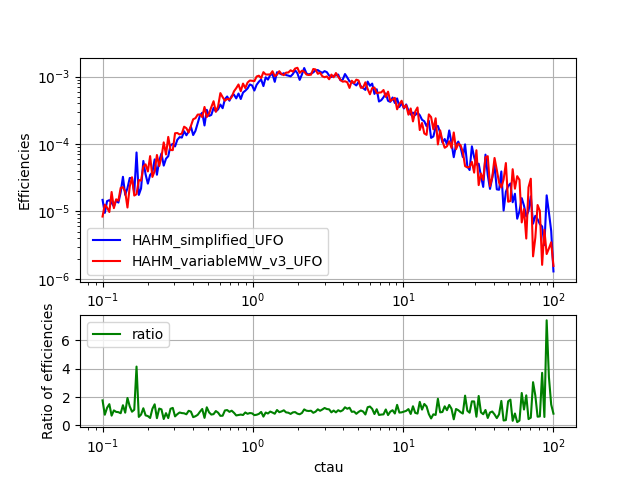 Efficiencies
10⁻³
10⁻⁴
10⁻⁵
10⁻⁶
HAHM_simplified_UFO
HAHM_variableMW_v3_UFO
10⁻¹ 10⁰ 10¹ 10²
Ratio of efficiencies
6
4
2
0
ratio
10⁻¹ 10⁰ 10¹ 10²
ctau